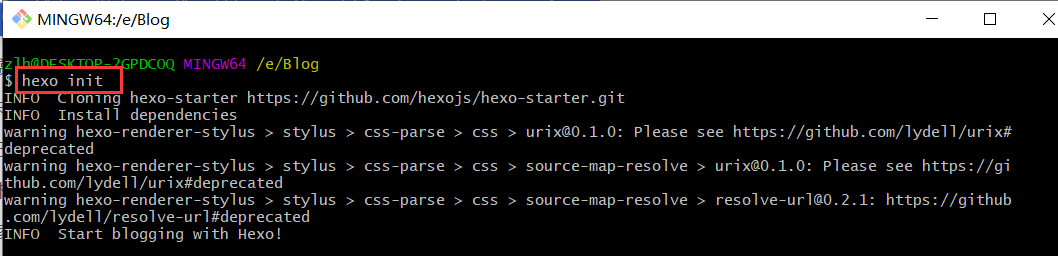 MINGW64:/e/Blog
zlh@DESKTOP-2GPDCOQ MINGW64 /e/Blog
$ hexo init
INFO  Cloning hexo-starter https://github.com/hexojs/hexo-starter.git
INFO  Install dependencies
warning hexo-renderer-stylus > stylus > css-parse > css > urix@0.1.0: Please see https://github.com/lydell/urix#
deprecated
warning hexo-renderer-stylus > stylus > css-parse > css > source-map-resolve > urix@0.1.0: Please see https://gi
thub.com/lydell/urix#deprecated
warning hexo-renderer-stylus > stylus > css-parse > css > source-map-resolve > resolve-url@0.2.1: https://github
.com/lydell/resolve-url#deprecated
INFO  Start blogging with Hexo!